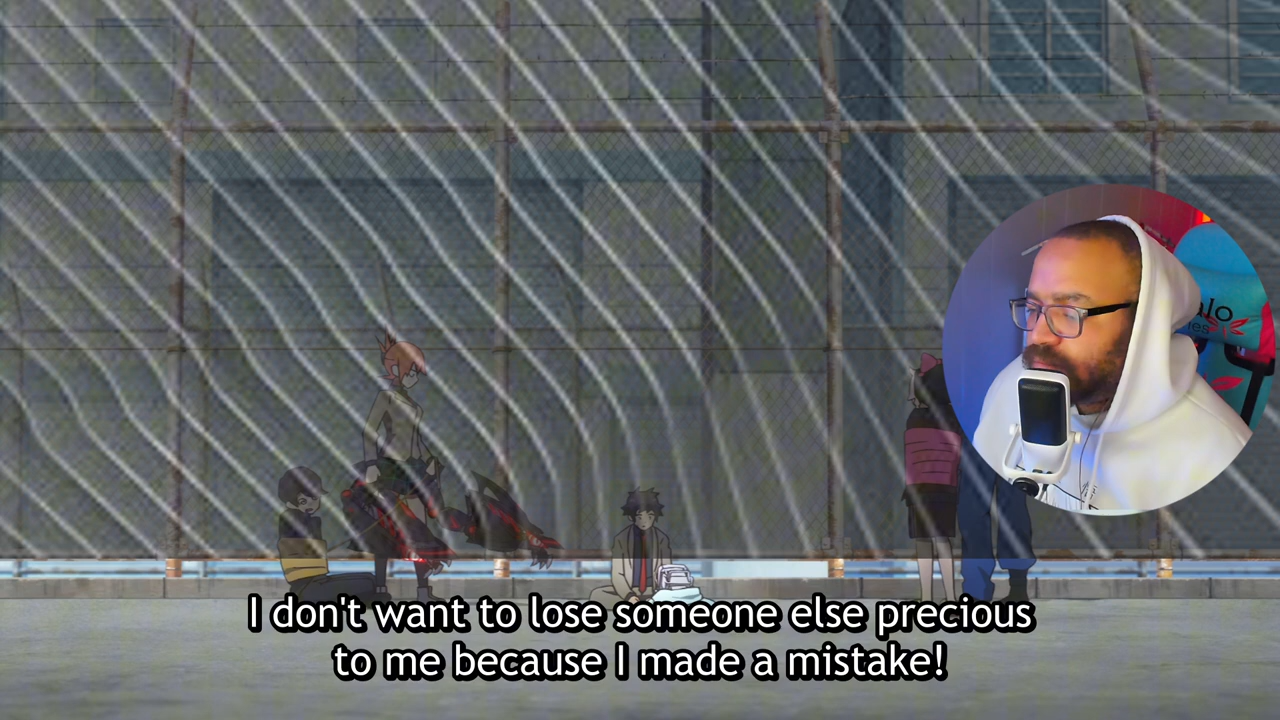 I don't want to lose someone else precious
to me because I made a mistake!